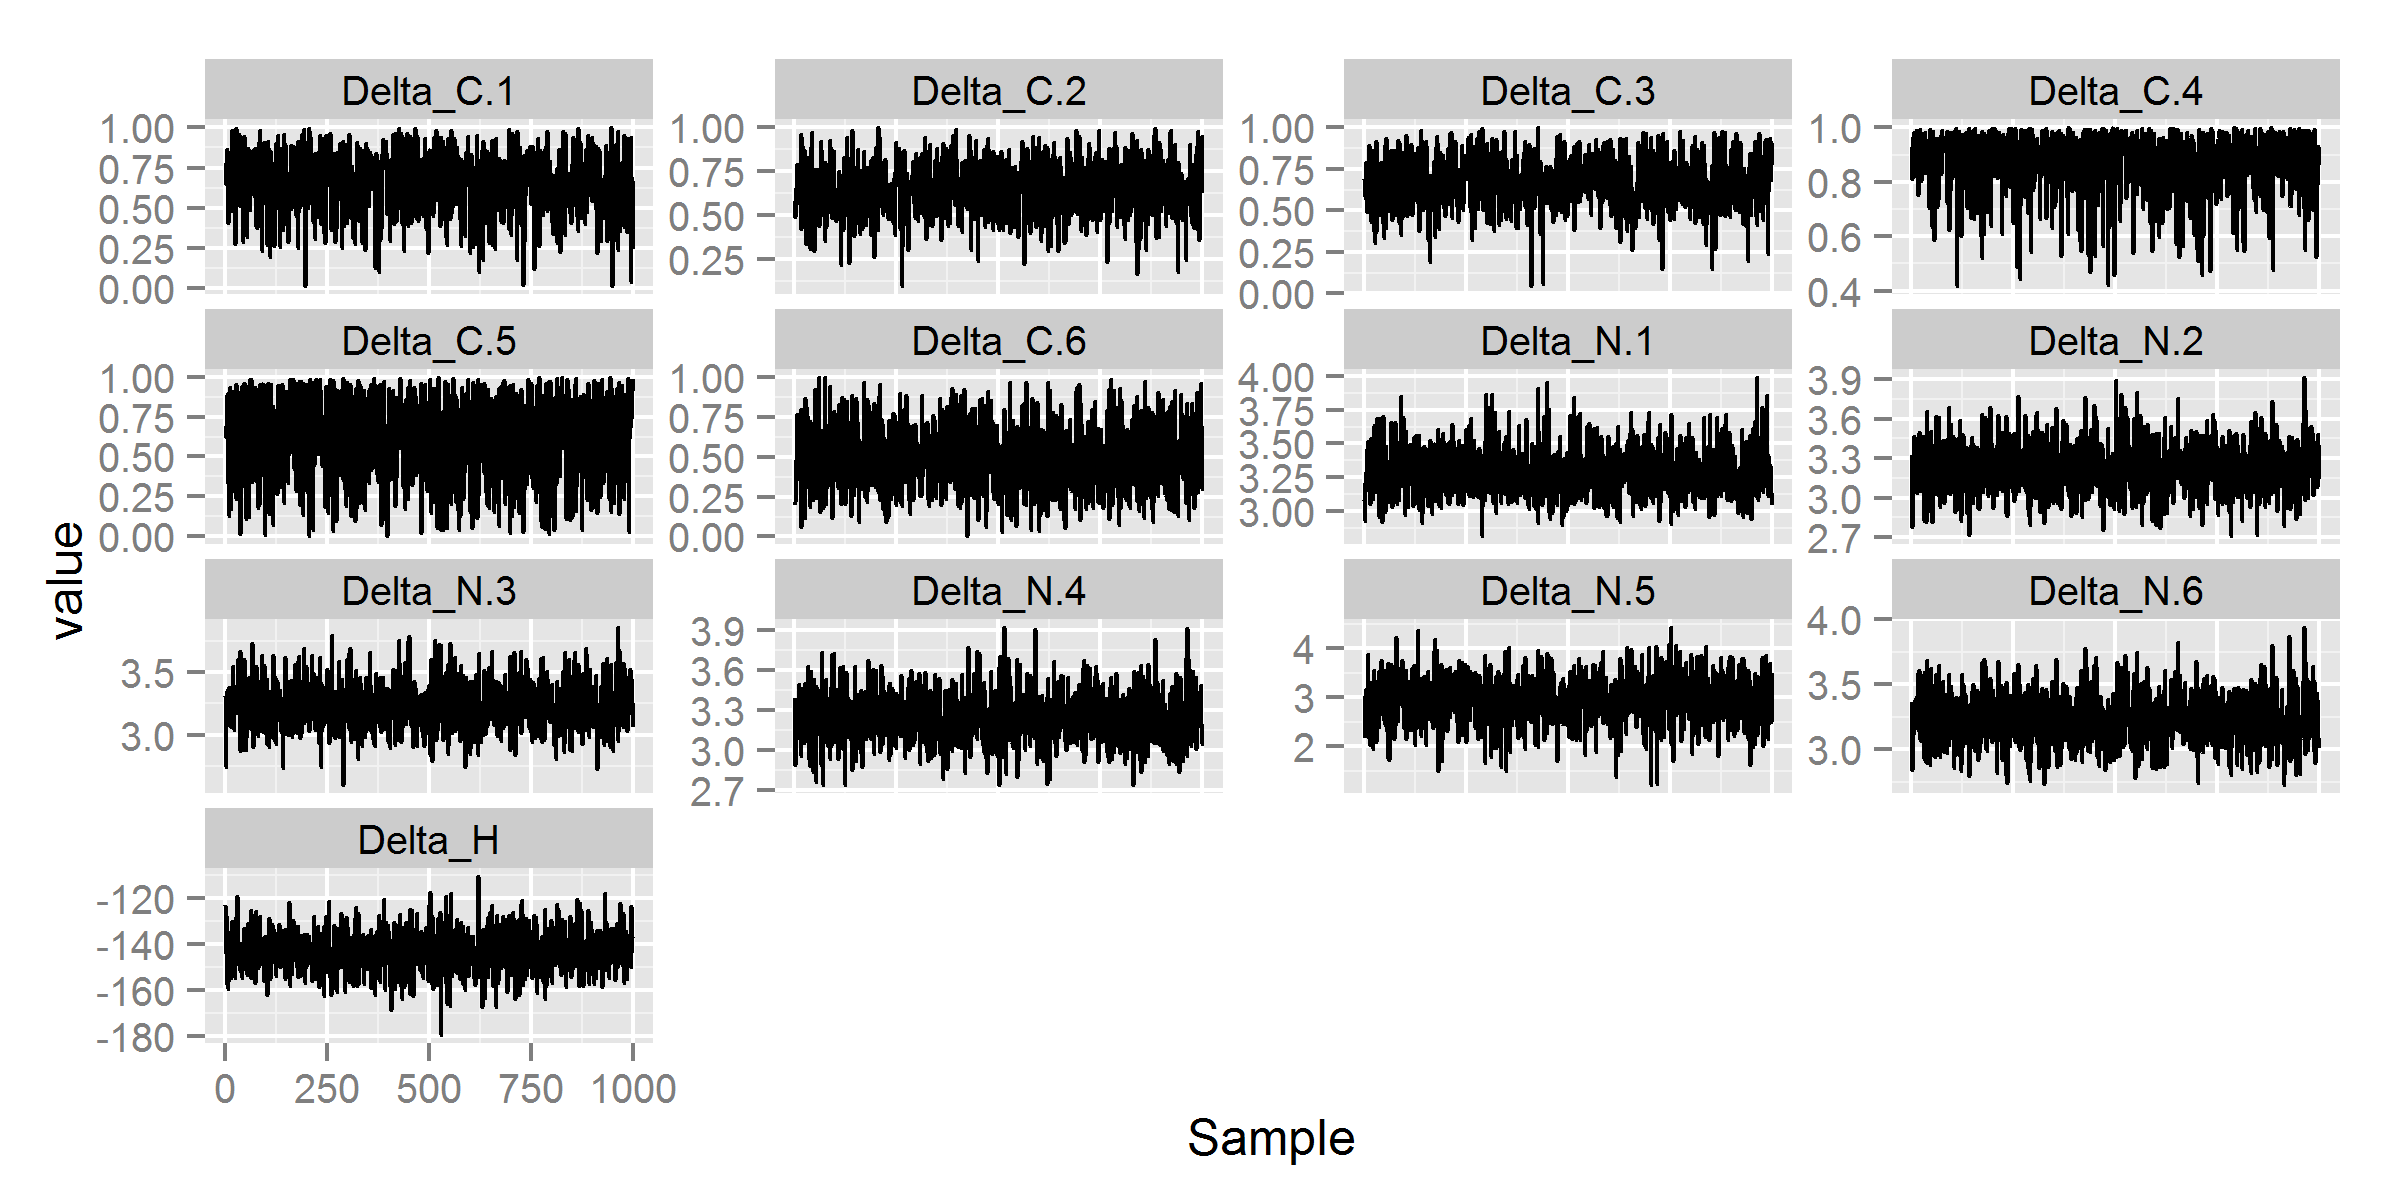 Delta_C.1 Delta_C.2 Delta_C.3 Delta_C.4
1.00 1.00 1.00 1.0
0.75 0.75 0.75 0.8
0.50 0.50 0.50 0.6
0.25 0.25 0.25 0.4
0.00 0.00
Delta_C.5 Delta_C.6 Delta_N.1 Delta_N.2
1.00 1.00 4.00 3.9
0.75 0.75 3.75 3.6
0.50 0.50 3.50 3.3
0.25 0.25 3.25 3.0
0.00 0.00 3.00 2.7
value
Delta_N.3 Delta_N.4 Delta_N.5 Delta_N.6
3.5 3.9 4 4.0
3.0 3.6 3 3.5
3.3 2 3.0
3.0
2.7
Delta_H
-120
-140
-160
-180
0 250 500 750 1000
Sample